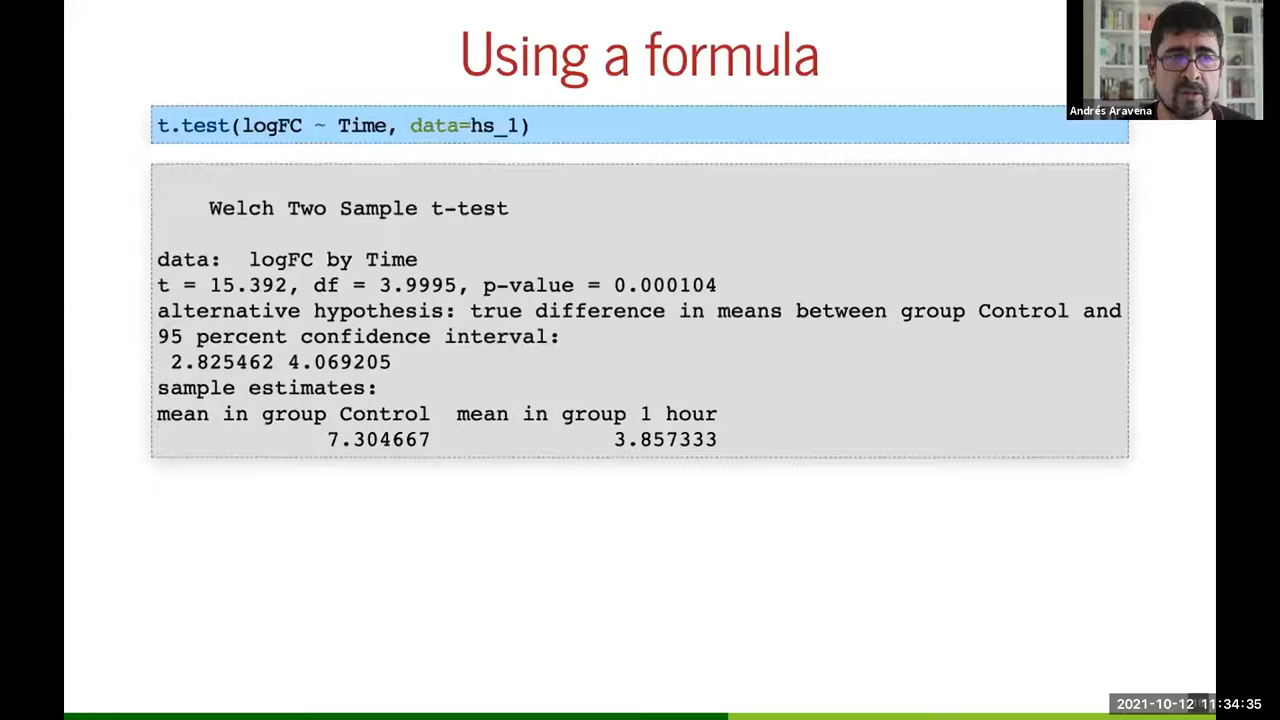 Using a formula
Andrés Aravena
t.test(logFC ~ Time, data=hs_1)
Welch Two Sample t-test
data:  logFC by Time
t = 15.392, df = 3.9995, p-value = 0.000104
alternative hypothesis: true difference in means between group Control and
95 percent confidence interval:
2.825462 4.069205
sample estimates:
mean in group Control  mean in group 1 hour
7.304667 3.857333
2021-10-12 11:34:35